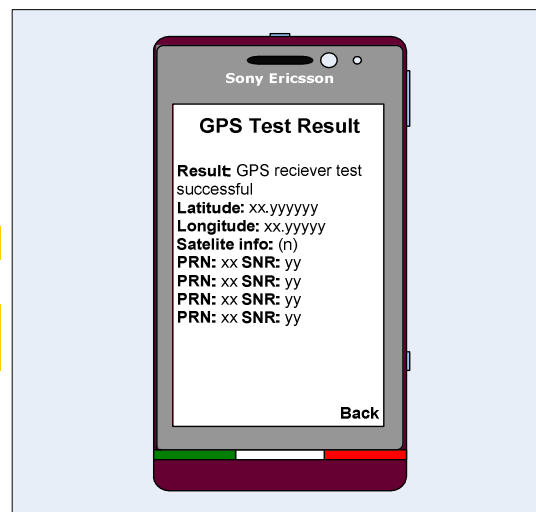 Sony Ericsson
GPS Test Result
Result: GPS reciever test
successful
Latitude: xx.yyyyyy
Longitude: xx.yyyyy
Satelite info: (n)
PRN: xx SNR: yy
PRN: xx SNR: yy
PRN: xx SNR: yy
PRN: xx SNR: yy
Back